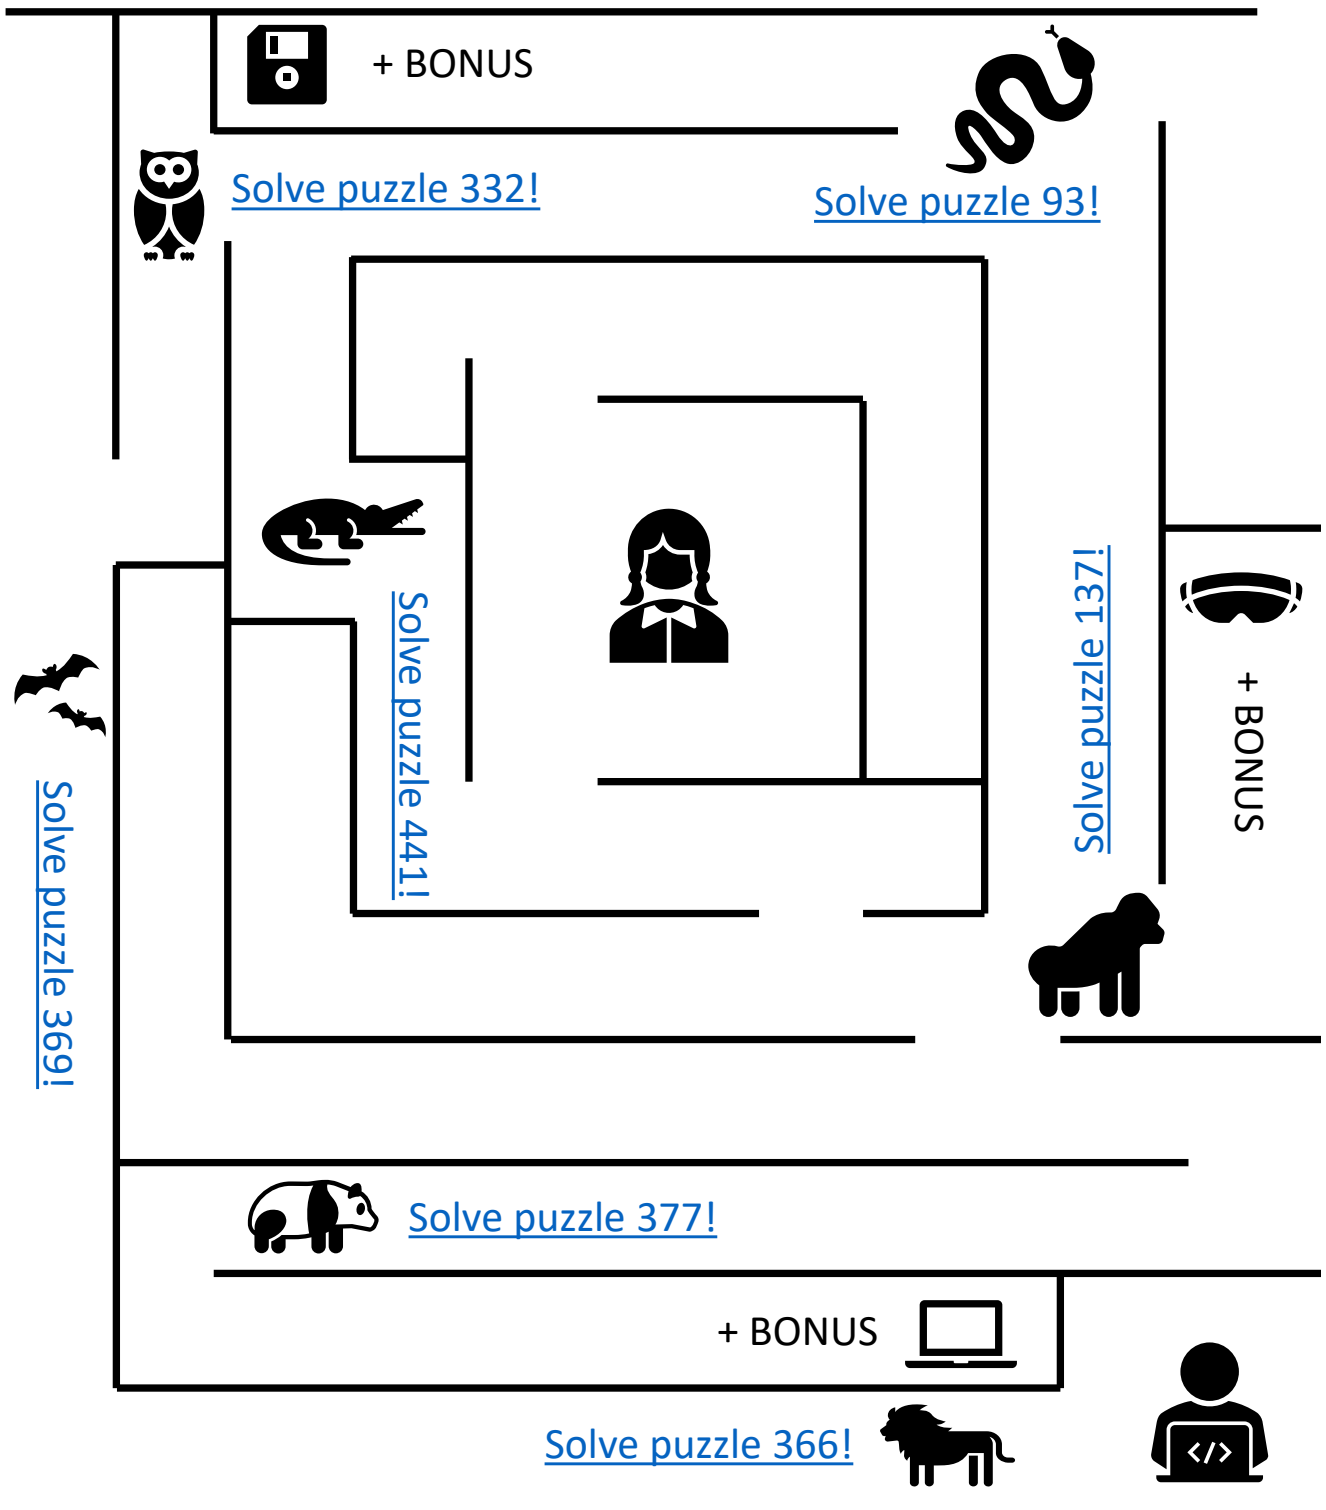 + BONUS
Solve puzzle 332!
Solve puzzle 93!
Solve puzzle 441!
Solve puzzle 137!
+ BONUS
Solve puzzle 369!
Solve puzzle 377!
+ BONUS
Solve puzzle 366!
</>